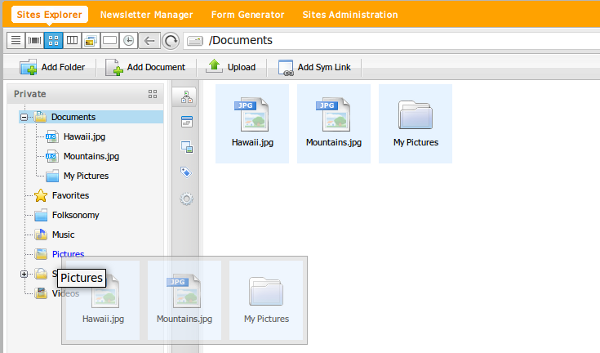 Sites Explorer Newsletter Manager Form Generator Sites Administration
/Documents
Add Folder Add Document Upload Add Sym Link
Private
Documents
Hawaii.jpg
Mountains.jpg
My Pictures
Favorites
Folksonomy
Music
Pictures
S
Videos
JPG JPG
Hawaii.jpg Mountains.jpg My Pictures
Pictures
JPG
Hawaii.jpg Mountains.jpg My Pictures